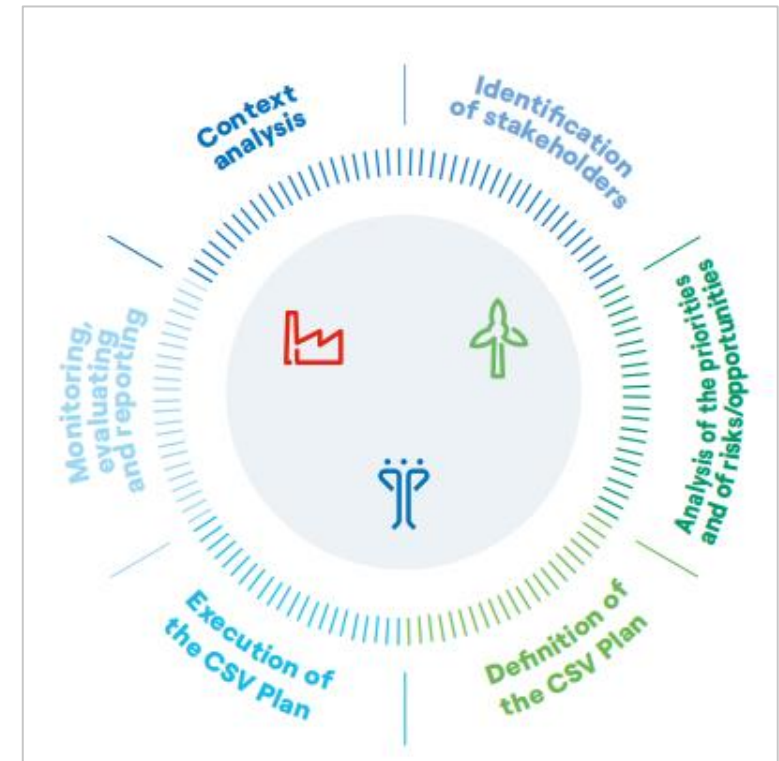 Context
analysis
Identification
of stakeholders
Analysis of the priorities
and of risks/opportunities
Definition of
the CSV Plan
Execution of
the CSV Plan
Monitoring,
evaluating
and reporting